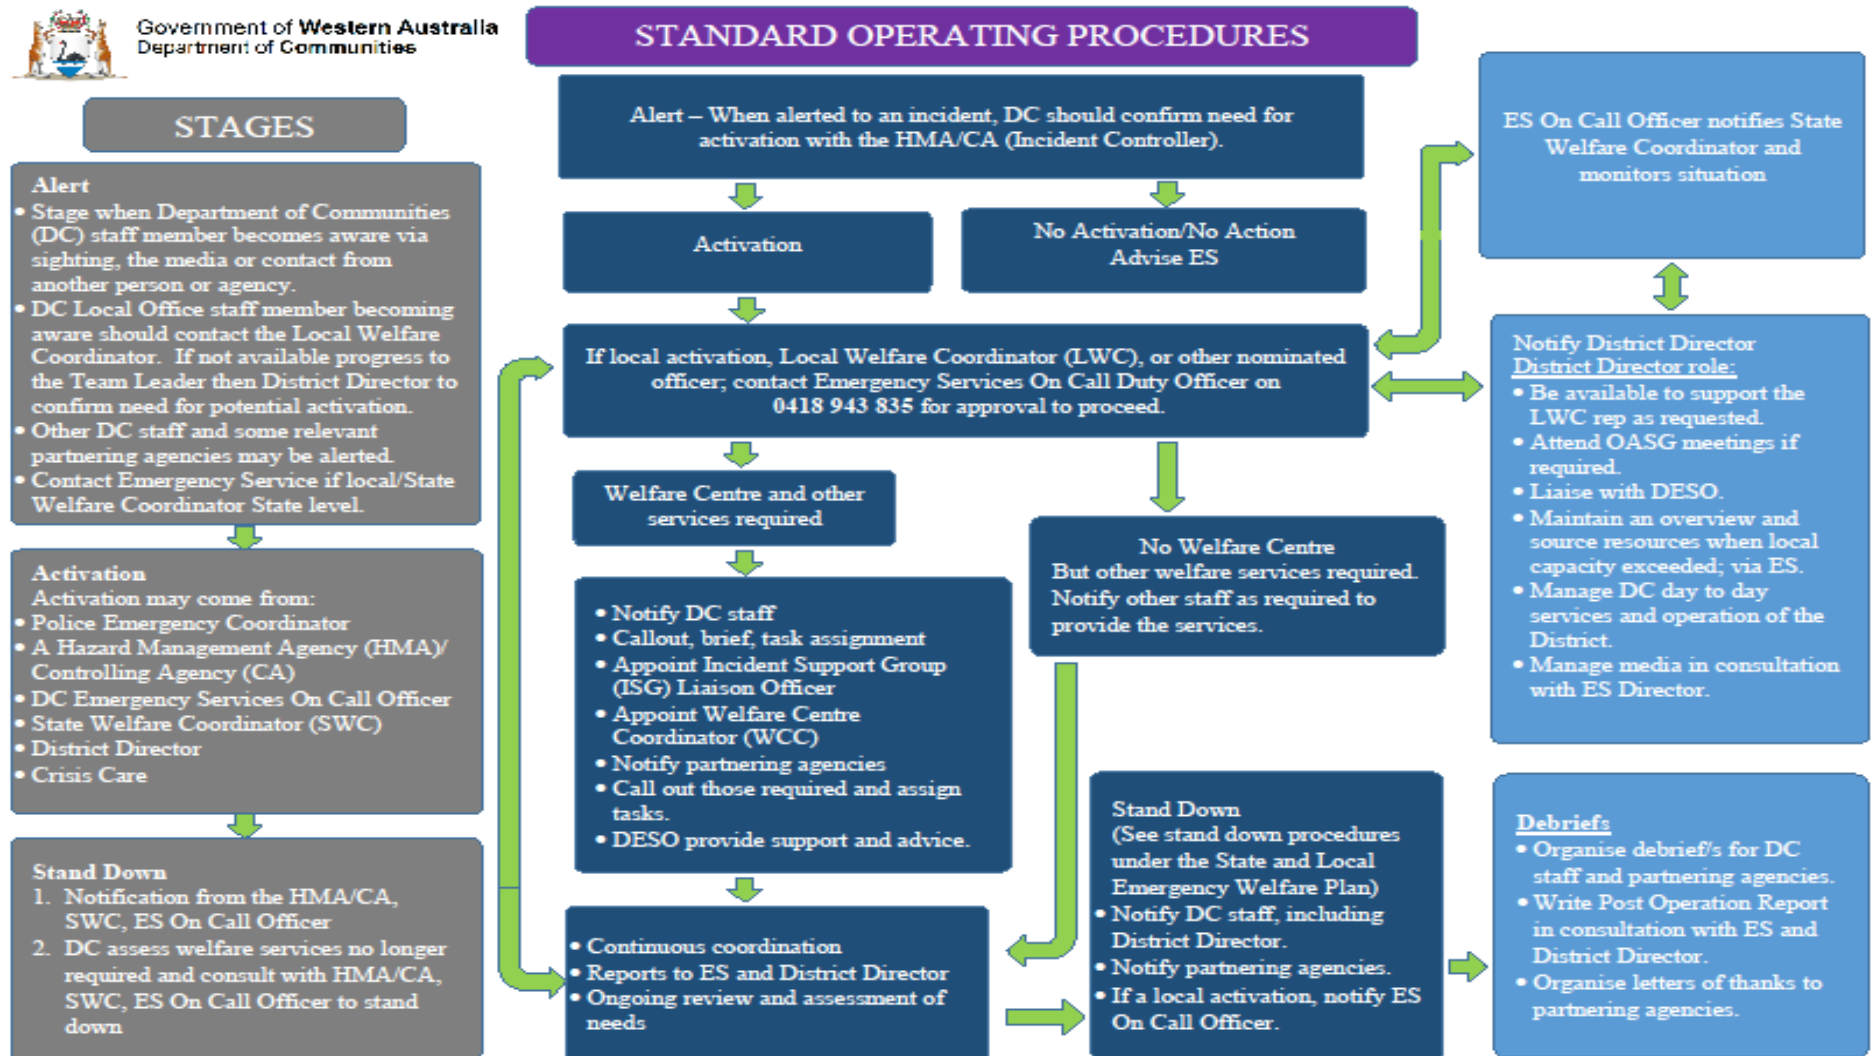 Government of Western Australia
Department of Communities
STANDARD OPERATING PROCEDURES
STAGES
Alert
• Stage when Department of Communities
(DC) staff member becomes aware via
sighting, the media or contact from
another person or agency.
• DC Local Office staff member becoming
aware should contact the Local Welfare
Coordinator. If not available progress to
the Team Leader then District Director to
confirm need for potential activation.
• Other DC staff and some relevant
partnering agencies may be alerted.
• Contact Emergency Service if local/State
Welfare Coordinator State level.
Activation
Activation may come from:
• Police Emergency Coordinator
• A Hazard Management Agency (HMA)/
Controlling Agency (CA)
• DC Emergency Services On Call Officer
• State Welfare Coordinator (SWC)
• District Director
• Crisis Care
Stand Down
1. Notification from the HMA/CA,
SWC, ES On Call Officer
2. DC assess welfare services no longer
required and consult with HMA/CA,
SWC, ES On Call Officer to stand
down
Alert – When alerted to an incident, DC should confirm need for
activation with the HMA/CA (Incident Controller).
Activation
No Activation/No Action
Advise ES
If local activation, Local Welfare Coordinator (LWC), or other nominated
officer; contact Emergency Services On Call Duty Officer on
0418 943 835 for approval to proceed.
Welfare Centre and other
services required
No Welfare Centre
But other welfare services required.
Notify other staff as required to
provide the services.
• Notify DC staff
• Callout, brief, task assignment
• Appoint Incident Support Group
(ISG) Liaison Officer
• Appoint Welfare Centre
Coordinator (WCC)
• Notify partnering agencies
• Call out those required and assign
tasks.
• DESO provide support and advice.
• Continuous coordination
• Reports to ES and District Director
• Ongoing review and assessment of
needs
Stand Down
(See stand down procedures
under the State and Local
Emergency Welfare Plan)
• Notify DC staff, including
District Director.
• Notify partnering agencies.
• If a local activation, notify ES
On Call Officer.
ES On Call Officer notifies State
Welfare Coordinator and
monitors situation
Notify District Director
District Director role:
• Be available to support the
LWC rep as requested.
• Attend OASG meetings if
required.
• Liaise with DESO.
• Maintain an overview and
source resources when local
capacity exceeded; via ES.
• Manage DC day to day
services and operation of the
District.
• Manage media in consultation
with ES Director.
Debriefs
• Organise debrief/s for DC
staff and partnering agencies.
• Write Post Operation Report
in consultation with ES and
District Director.
• Organise letters of thanks to
partnering agencies.